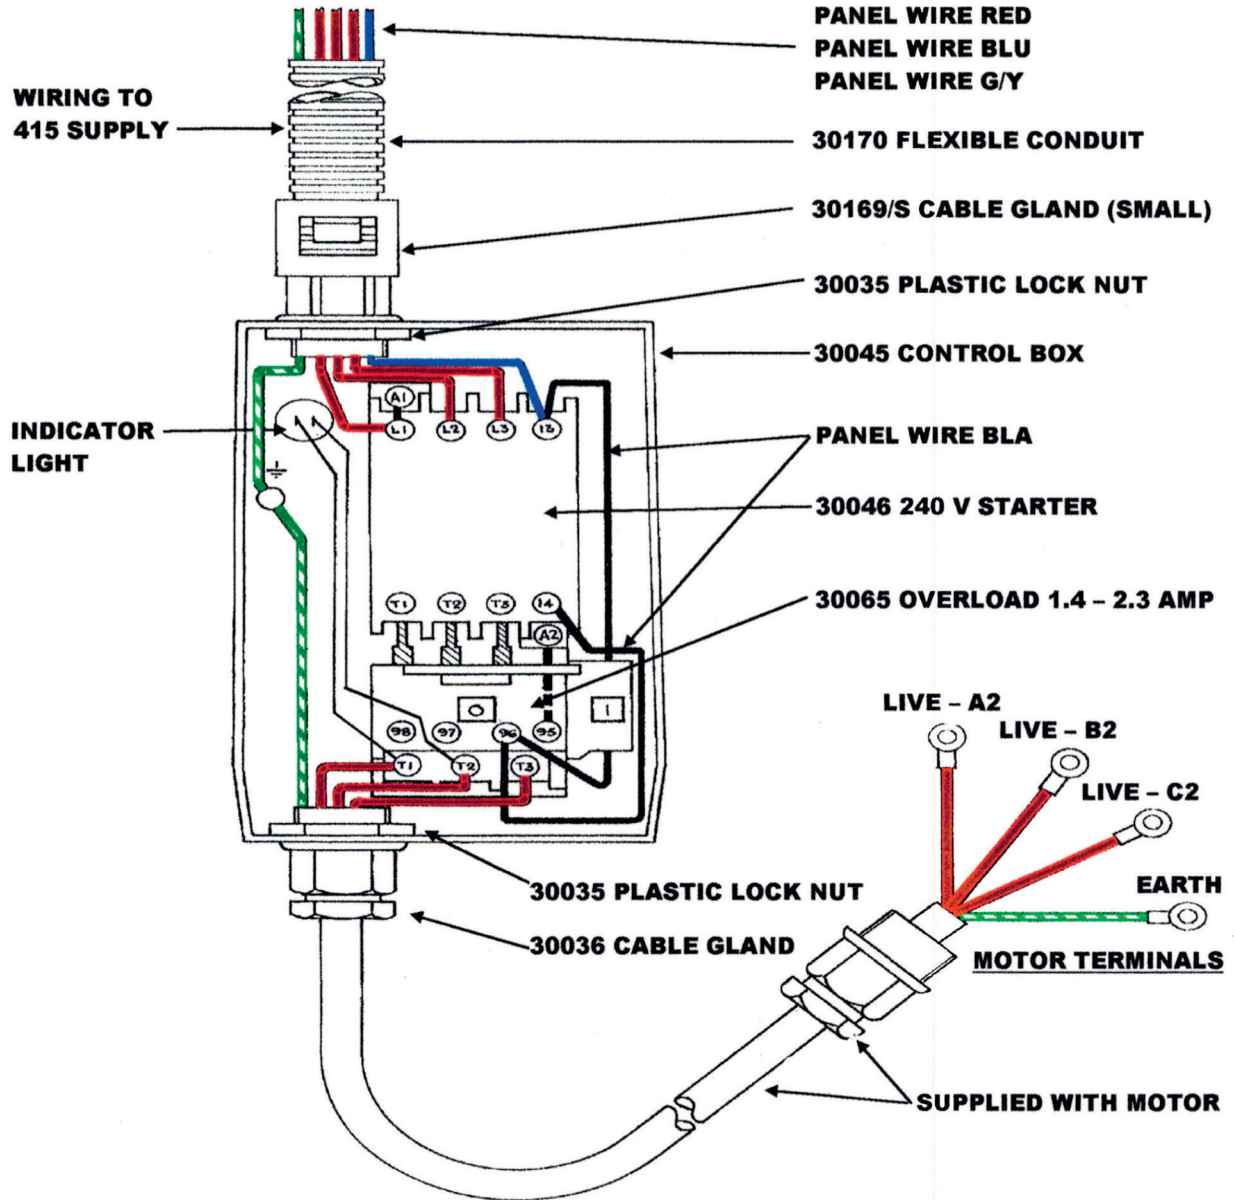 PANEL WIRE RED
PANEL WIRE BLU
PANEL WIRE G/Y
WIRING TO
415 SUPPLY
30170 FLEXIBLE CONDUIT
30169/S CABLE GLAND (SMALL)
30035 PLASTIC LOCK NUT
30045 CONTROL BOX
A1
L1 L2 L3 13
INDICATOR
LIGHT
PANEL WIRE BLA
30046 240 V STARTER
T1 T2 T3 14
A2
30065 OVERLOAD 1.4 – 2.3 AMP
O I
98 97 96 95
T1 T2 T3
LIVE – A2
LIVE – B2
LIVE – C2
EARTH
MOTOR TERMINALS
30035 PLASTIC LOCK NUT
30036 CABLE GLAND
SUPPLIED WITH MOTOR